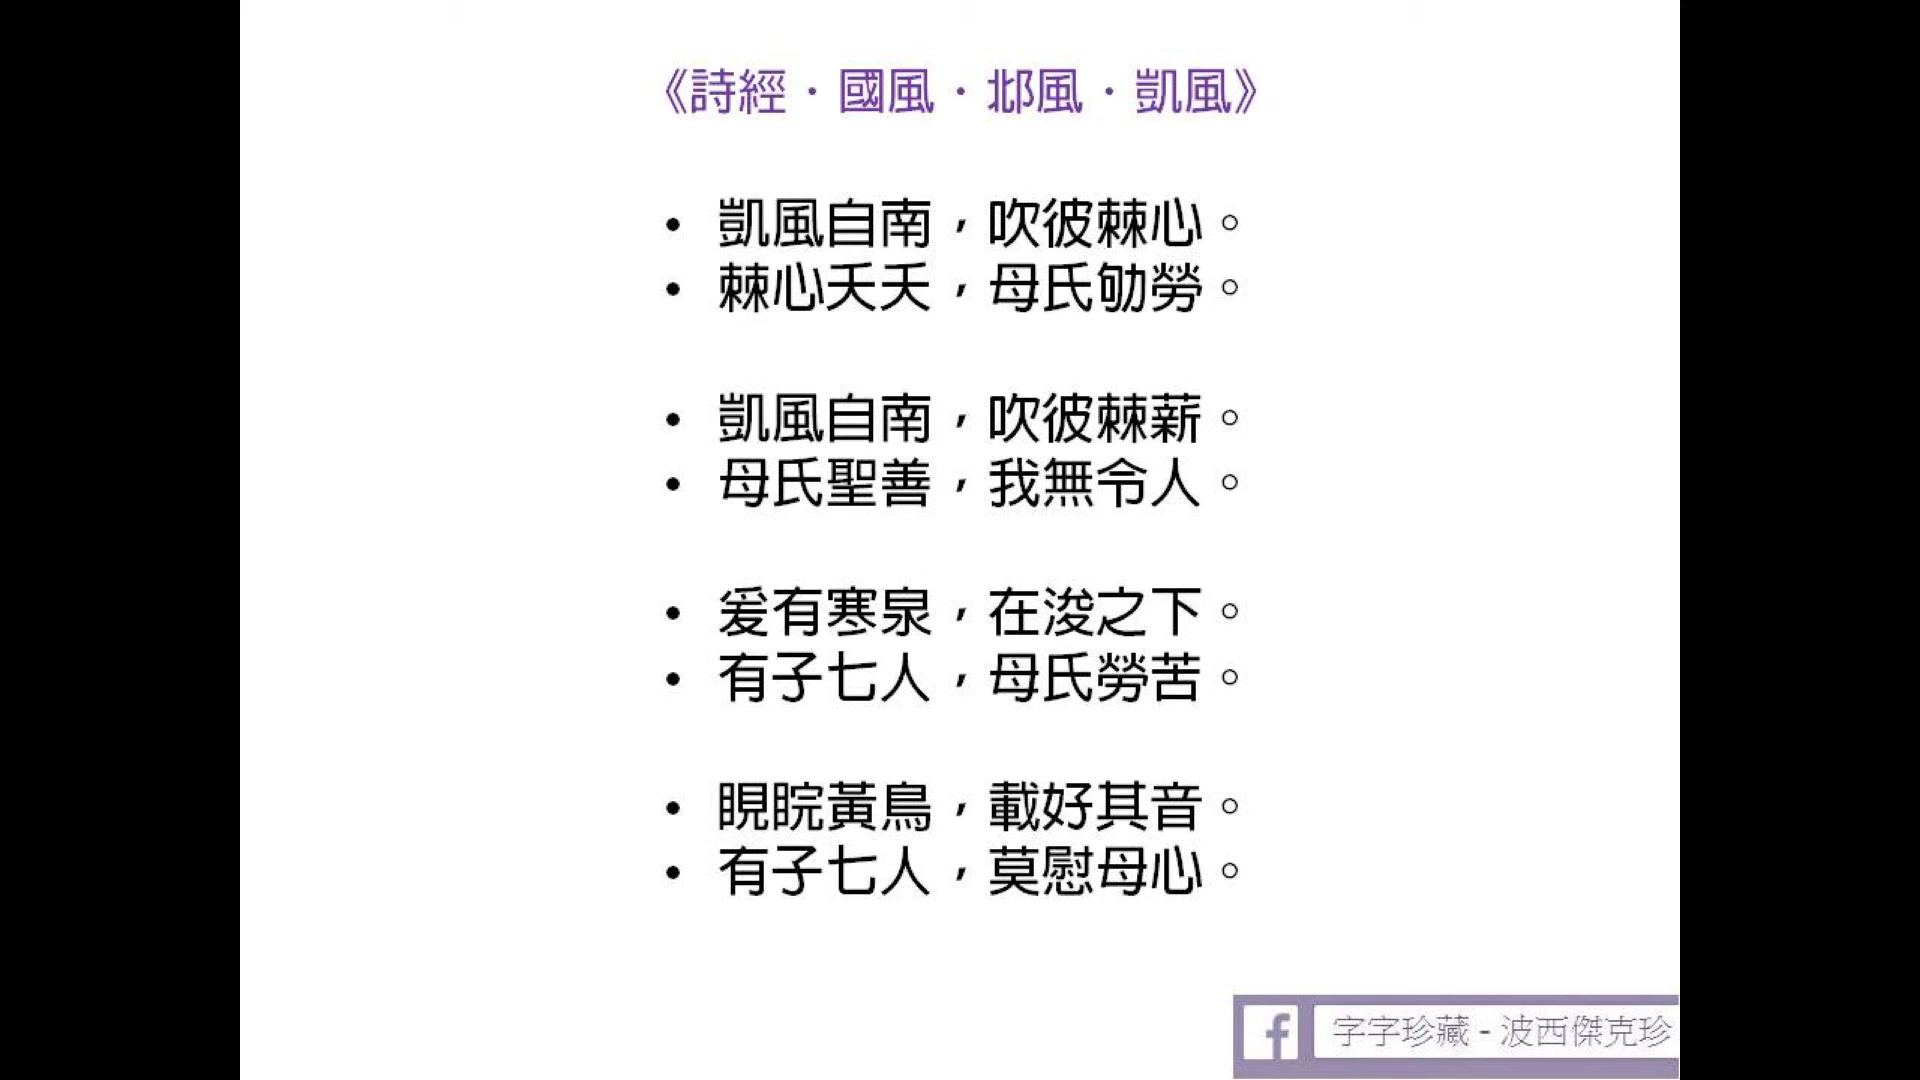 《詩經．國風．邶風．凱風》
• 凱風自南，吹彼棘心。
• 棘心夭夭，母氏劬勞。
• 凱風自南，吹彼棘薪。
• 母氏聖善，我無令人。
• 爰有寒泉，在浚之下。
• 有子七人，母氏勞苦。
• 睍睆黃鳥，載好其音。
• 有子七人，莫慰母心。
f 字字珍藏 - 波西傑克珍